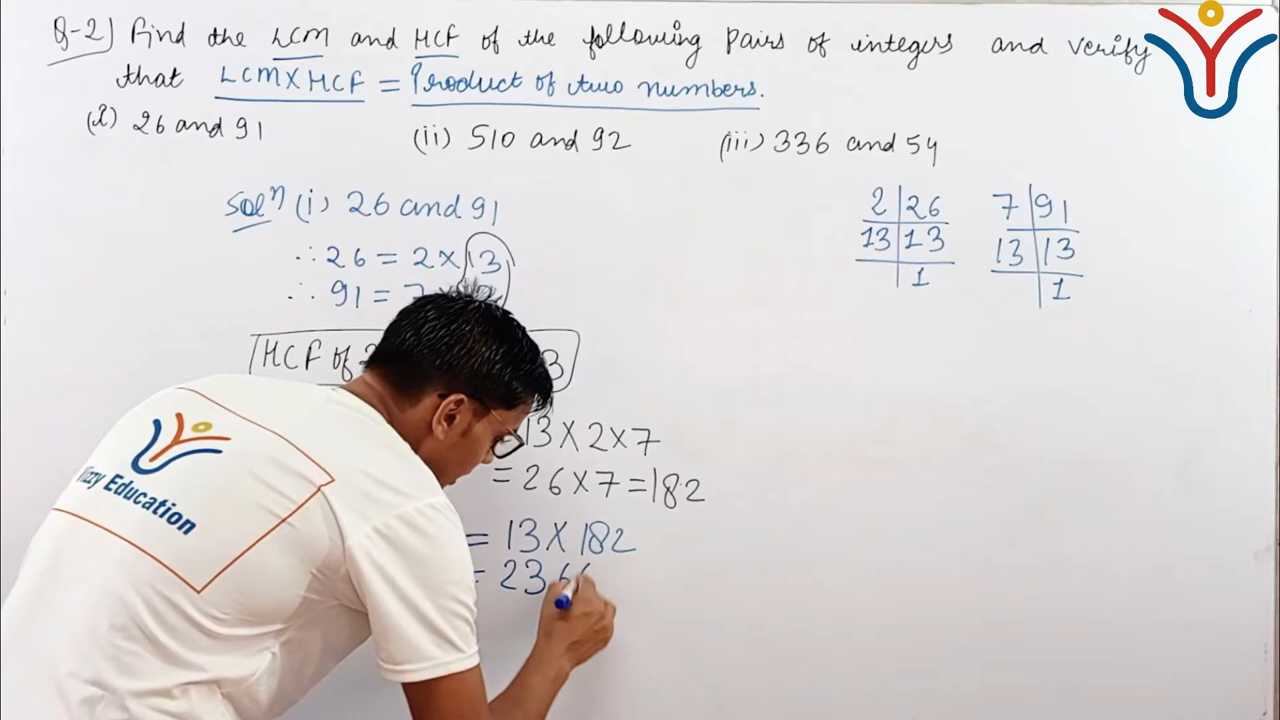 Q-2) Find the LCM and HCF of the following pairs of integers and verify
that LCM X HCF = Product of two numbers.
(i) 26 and 91 (ii) 510 and 92 (iii) 336 and 54
Solⁿ (i) 26 and 91
∴ 26 = 2 × 13
∴ 91 = 7 ×
HCF of
13 X 2 X 7
= 26 X 7 = 182
= 13 X 182
= 236
2 | 26
13 | 13
1
7 | 91
13 | 13
1
Vizzy Education